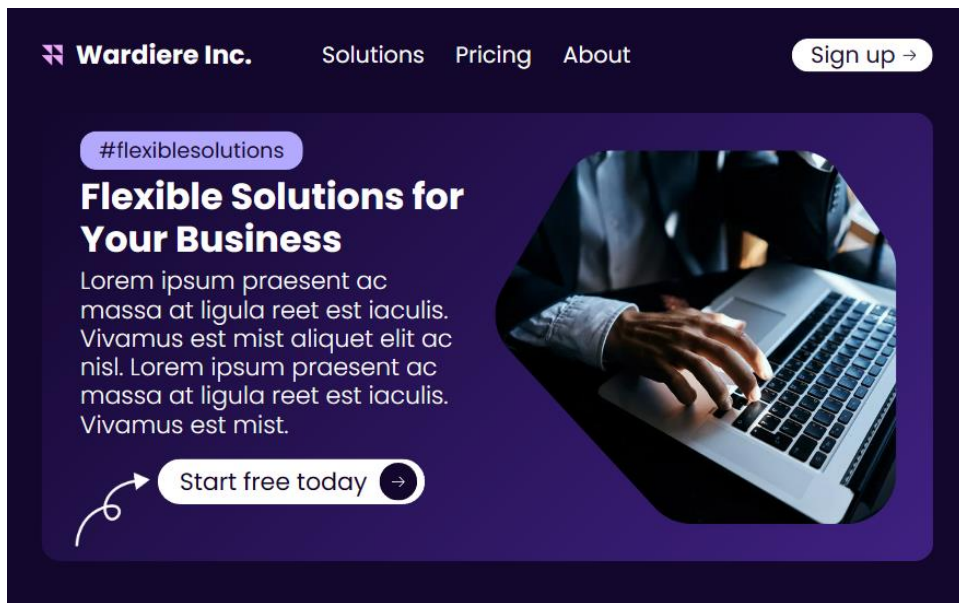 Wardiere Inc.
Solutions
Pricing
About
Sign up →
#flexiblesolutions
Flexible Solutions for
Your Business
Lorem ipsum praesent ac
massa at ligula reet est iaculis.
Vivamus est mist aliquet elit ac
nisl. Lorem ipsum praesent ac
massa at ligula reet est iaculis.
Vivamus est mist.
Start free today →